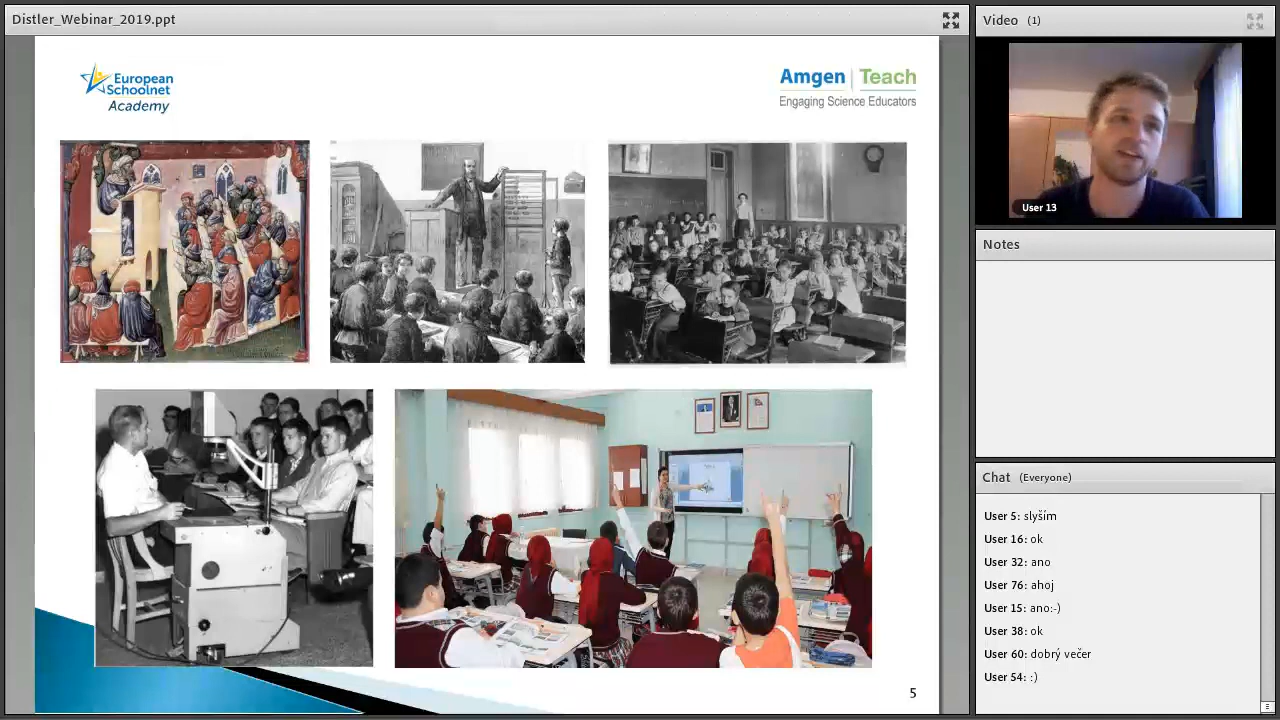 Distler_Webinar_2019.ppt
European
Schoolnet
Academy
Amgen | Teach
Engaging Science Educators
5
Video (1)
User 13
Notes
Chat (Everyone)
User 5: slyším
User 16: ok
User 32: ano
User 76: ahoj
User 15: ano:-)
User 38: ok
User 60: dobrý večer
User 54: :)